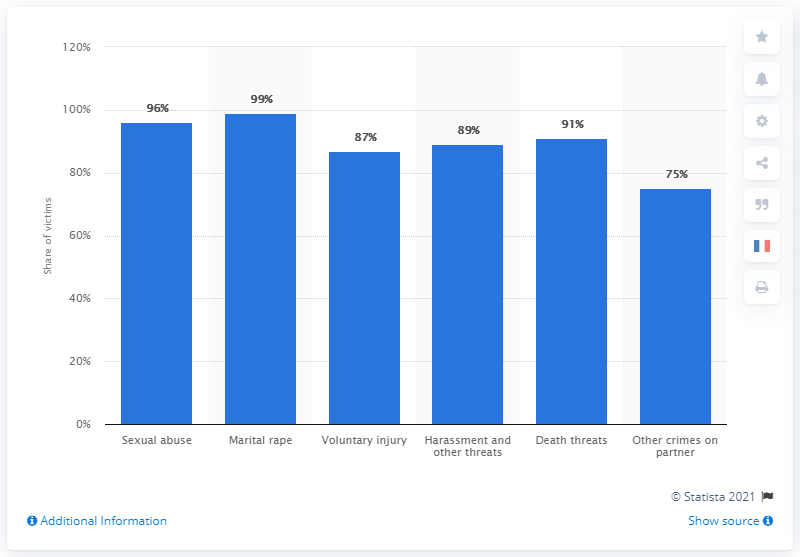 120%
100%
80%
60%
40%
20%
0%
Share of victims
96%
99%
87%
89%
91%
75%
Sexual abuse
Marital rape
Voluntary injury
Harassment and
other threats
Death threats
Other crimes on
partner
© Statista 2021
Additional Information
Show source